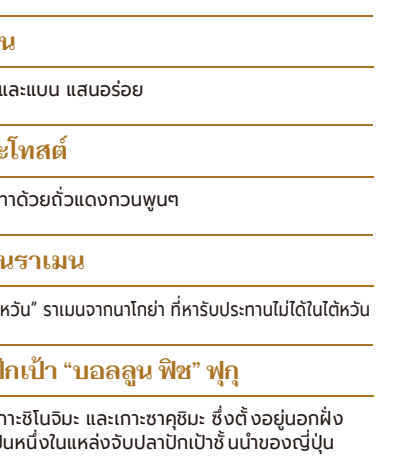 น
และแบน แสนอร่อย
ะโทสต์
ทาด้วยถั่วแดงกวนพูนๆ
นราเมน
หวัน” ราเมนจากนาโกย่า ที่หารับประทานไม่ได้ในไต้หวัน
ปักเป้า “บอลลูน ฟิช” ฟุกุ
กาะชิโนจิมะ และเกาะซาคุชิมะ ซึ่งตั้งอยู่นอกฝั่ง
ป็นหนึ่งในแหล่งจับปลาปักเป้าชั้นนำของญี่ปุ่น